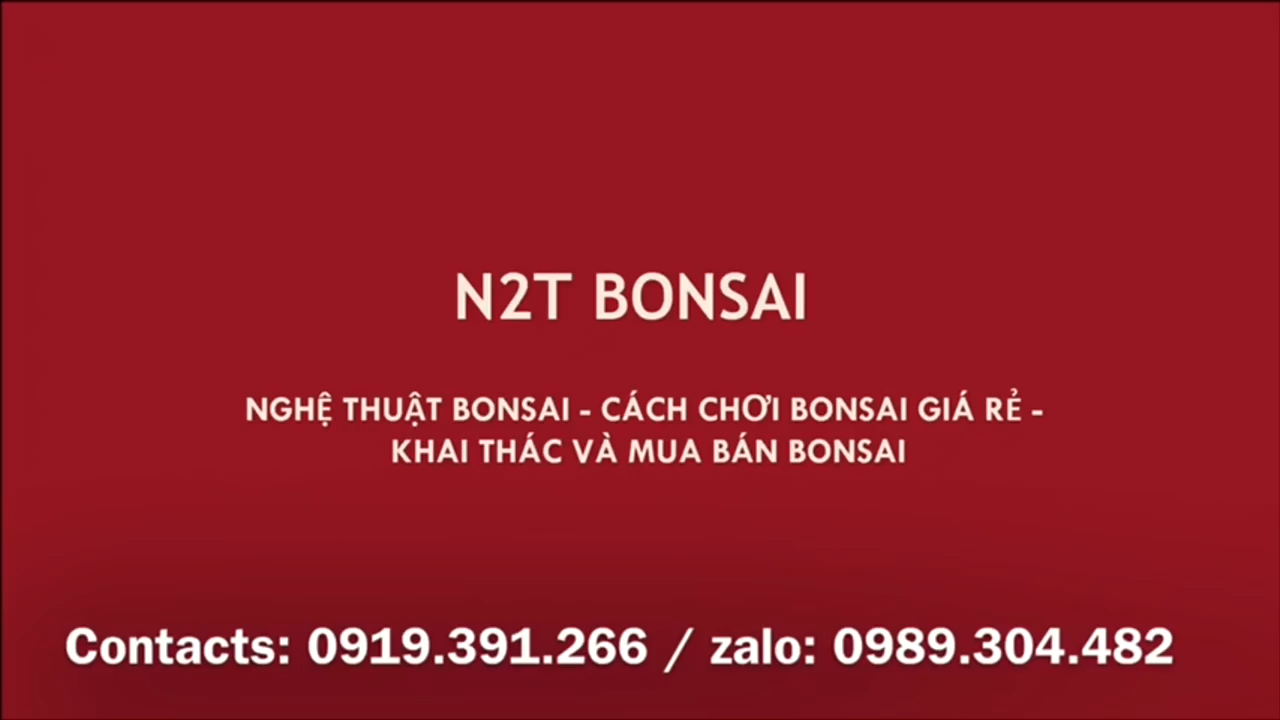 N2T BONSAI
NGHỆ THUẬT BONSAI - CÁCH CHƠI BONSAI GIÁ RẺ -
KHAI THÁC VÀ MUA BÁN BONSAI
Contacts: 0919.391.266 / zalo: 0989.304.482